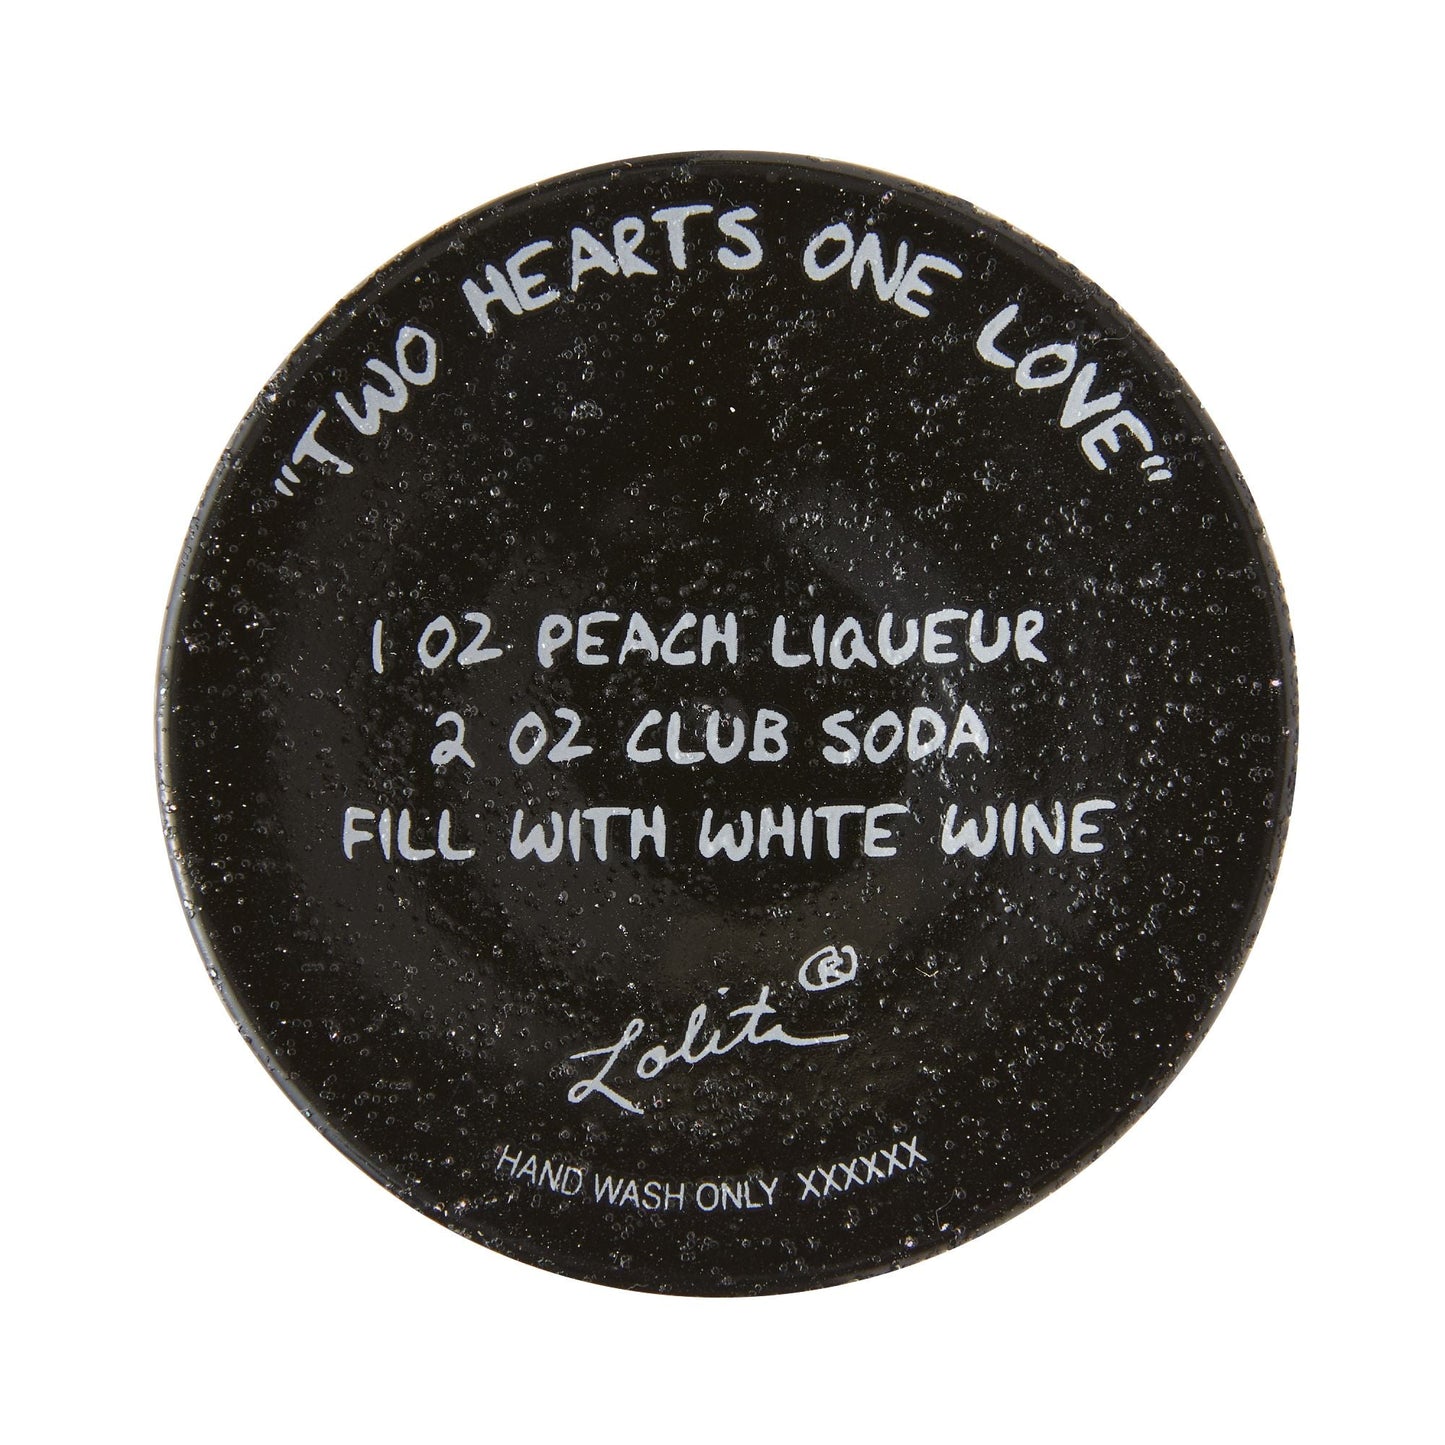 "TWO HEARTS ONE LOVE"
1 OZ PEACH LIQUEUR
2 OZ CLUB SODA
FILL WITH WHITE WINE
Lolita ®
HAND WASH ONLY XXXXXX